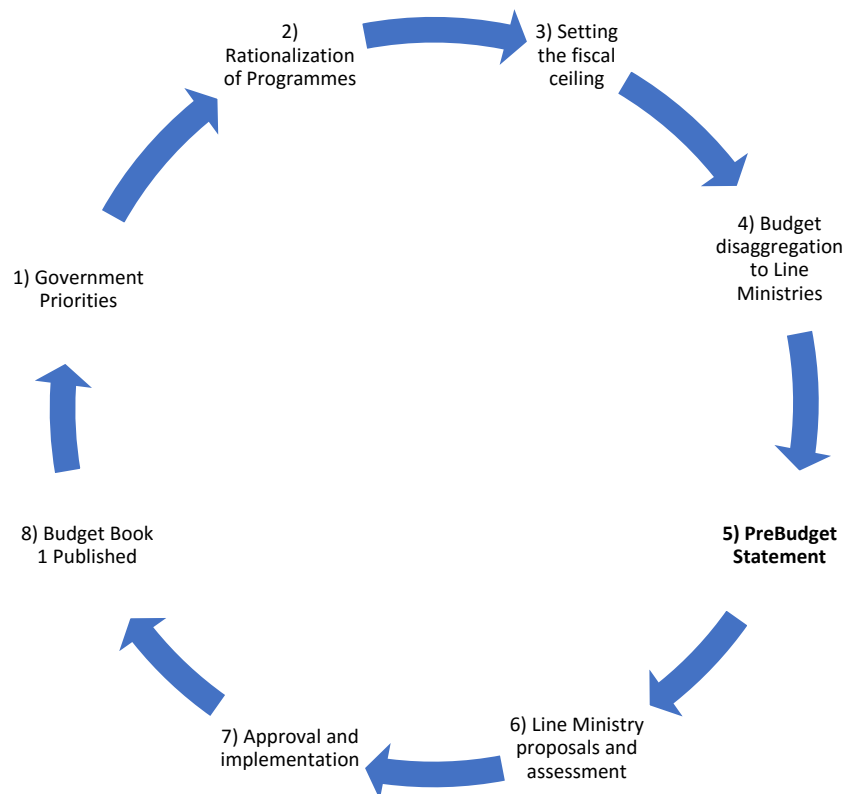 2)
Rationalization
of Programmes
3) Setting
the fiscal
ceiling
4) Budget
disaggregation
to Line
Ministries
5) PreBudget
Statement
6) Line Ministry
proposals and
assessment
7) Approval and
implementation
8) Budget Book
1 Published
1) Government
Priorities